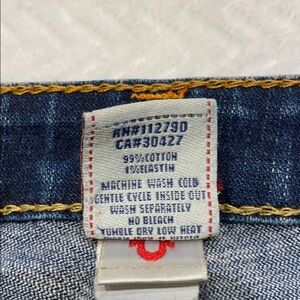 RN#112790
CA#30427
99%COTTON
1%ELASTIN
MACHINE WASH COLD
GENTLE CYCLE INSIDE OUT
WASH SEPARATELY
NO BLEACH
TUMBLE DRY LOW HEAT